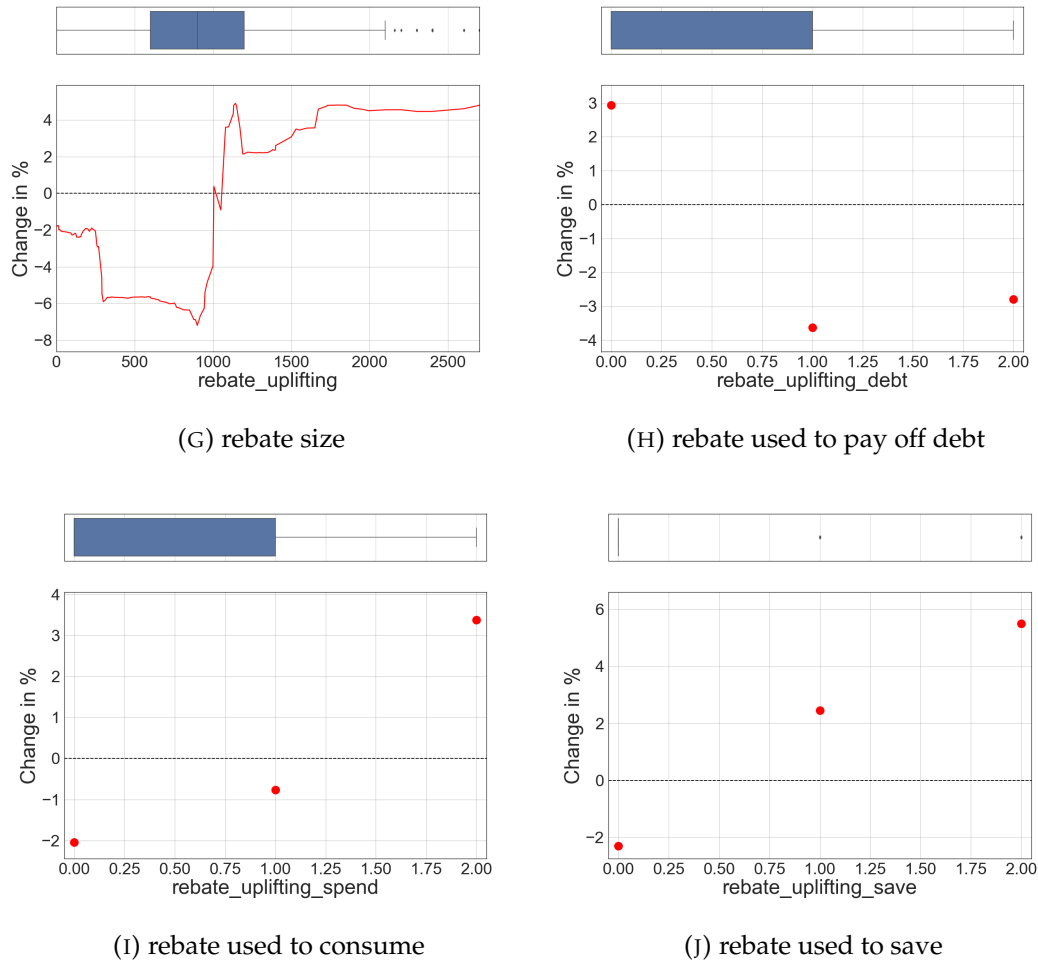 4
2
0
−2
−4
−6
−8
Change in %
0 500 1000 1500 2000 2500
rebate_uplifting
(G) rebate size
3
2
1
0
−1
−2
−3
−4
Change in %
0.00 0.25 0.50 0.75 1.00 1.25 1.50 1.75 2.00
rebate_uplifting_debt
(H) rebate used to pay off debt
4
3
2
1
0
−1
−2
Change in %
0.00 0.25 0.50 0.75 1.00 1.25 1.50 1.75 2.00
rebate_uplifting_spend
(I) rebate used to consume
6
4
2
0
−2
Change in %
0.00 0.25 0.50 0.75 1.00 1.25 1.50 1.75 2.00
rebate_uplifting_save
(J) rebate used to save